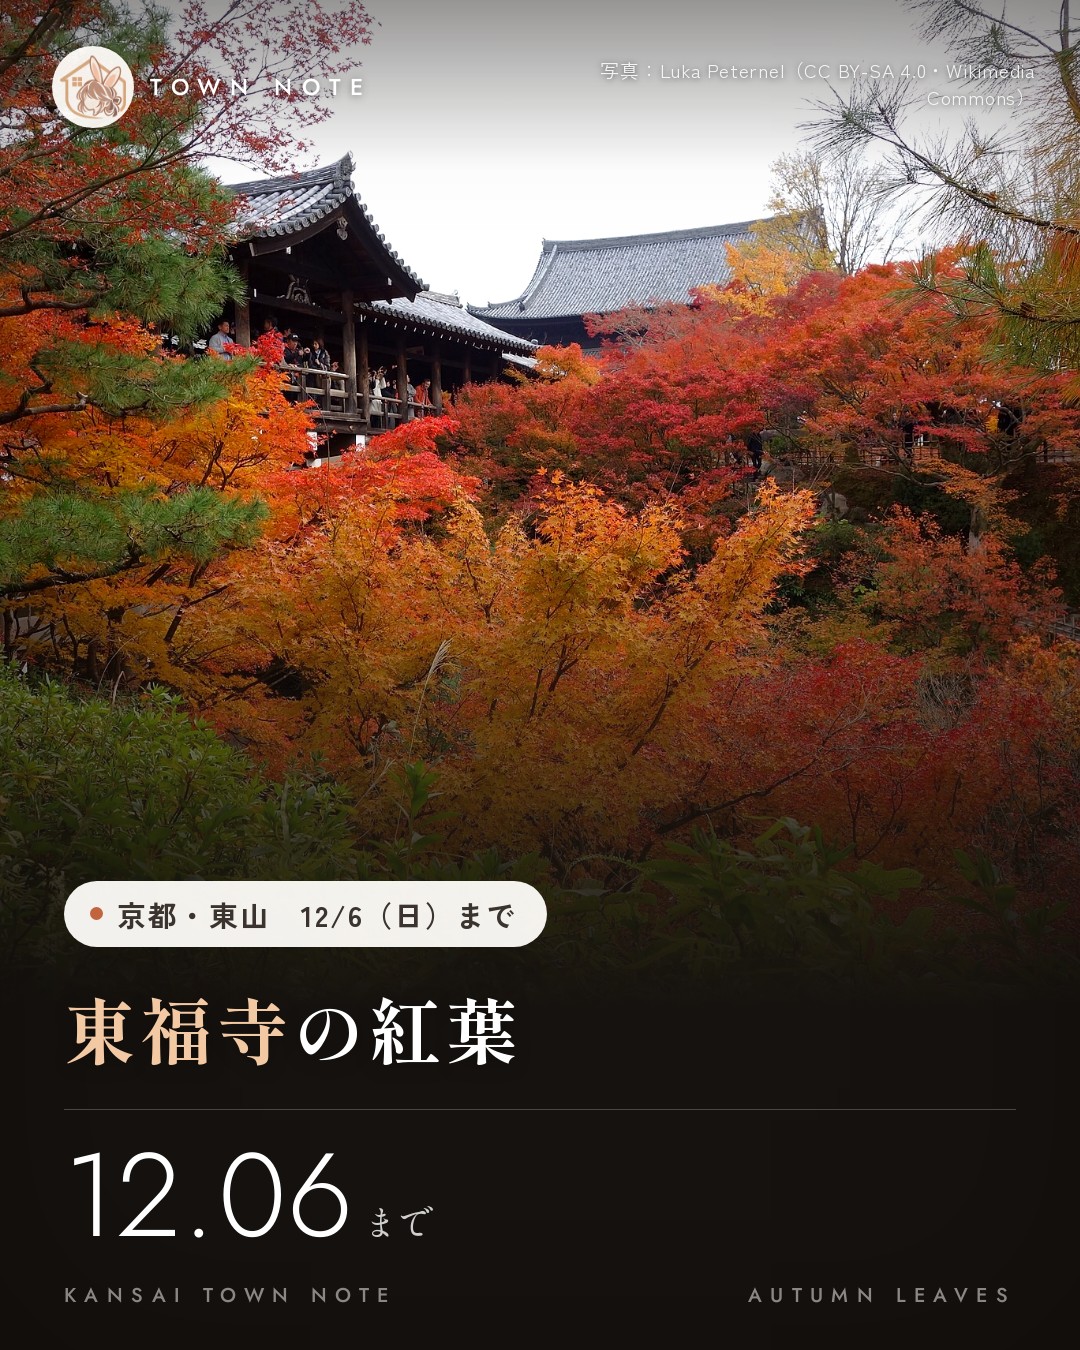 TOWN NOTE
写真：Luka Peternel（CC BY-SA 4.0・Wikimedia
Commons）
京都・東山　12/6（日）まで
東福寺の紅葉
12.06 まで
KANSAI TOWN NOTE
AUTUMN LEAVES